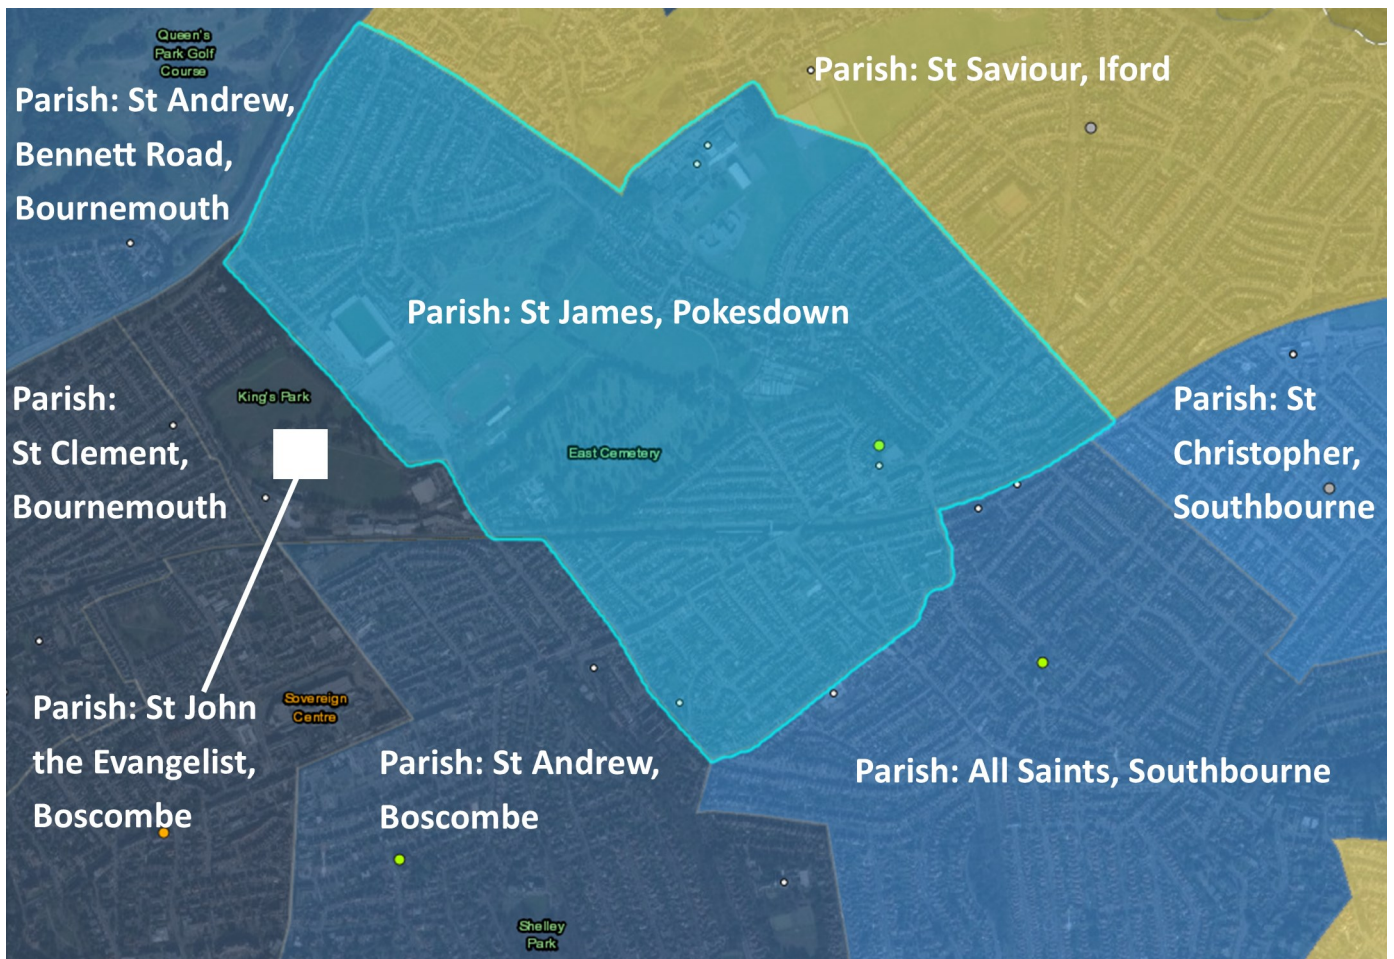 Queen's
Park Golf
Course
Parish: St Andrew,
Bennett Road,
Bournemouth
Parish: St Saviour, Iford
Parish: St James, Pokesdown
King's Park
Parish:
St Clement,
Bournemouth
East Cemetery
Parish: St
Christopher,
Southbourne
Parish: St John
the Evangelist,
Boscombe
Sovereign
Centre
Parish: St Andrew,
Boscombe
Parish: All Saints, Southbourne
Shelley
Park